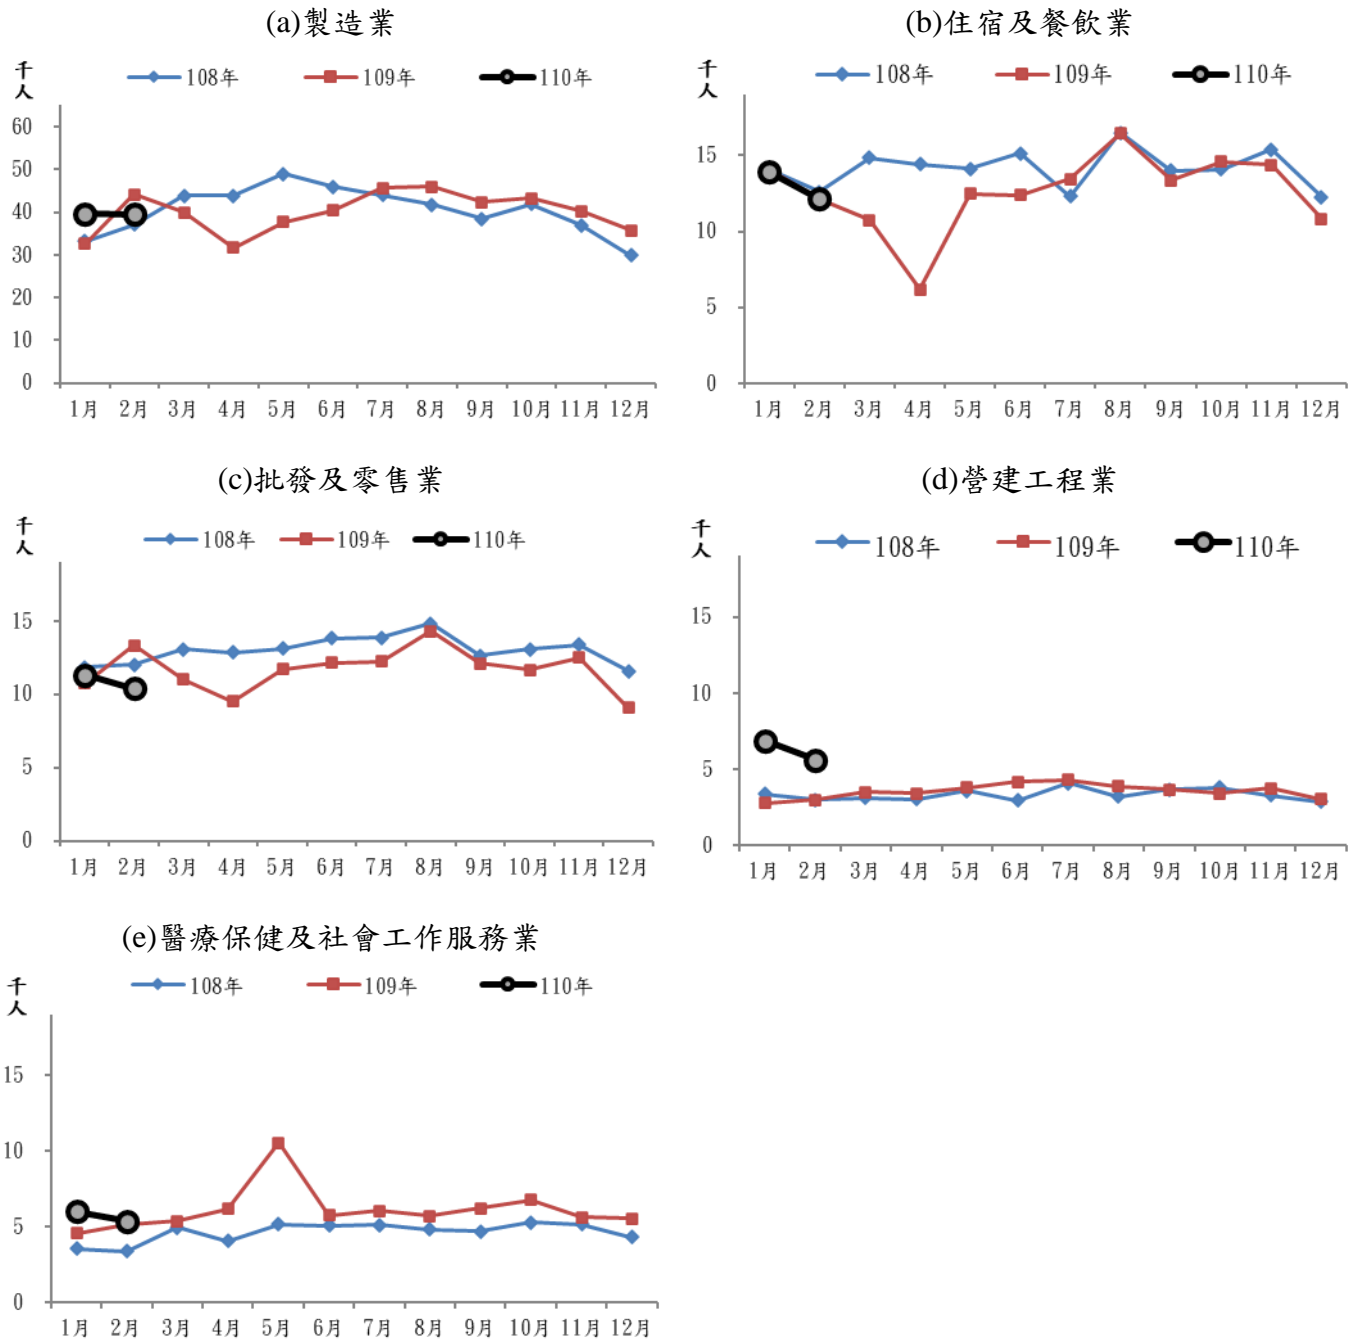 (a)製造業
千人
108年 109年 110年
60
50
40
30
20
10
0
1月 2月 3月 4月 5月 6月 7月 8月 9月 10月 11月 12月
(b)住宿及餐飲業
千人
108年 109年 110年
15
10
5
0
1月 2月 3月 4月 5月 6月 7月 8月 9月 10月 11月 12月
(c)批發及零售業
千人
108年 109年 110年
15
10
5
0
1月 2月 3月 4月 5月 6月 7月 8月 9月 10月 11月 12月
(d)營建工程業
千人
108年 109年 110年
15
10
5
0
1月 2月 3月 4月 5月 6月 7月 8月 9月 10月 11月 12月
(e)醫療保健及社會工作服務業
千人
108年 109年 110年
15
10
5
0
1月 2月 3月 4月 5月 6月 7月 8月 9月 10月 11月 12月